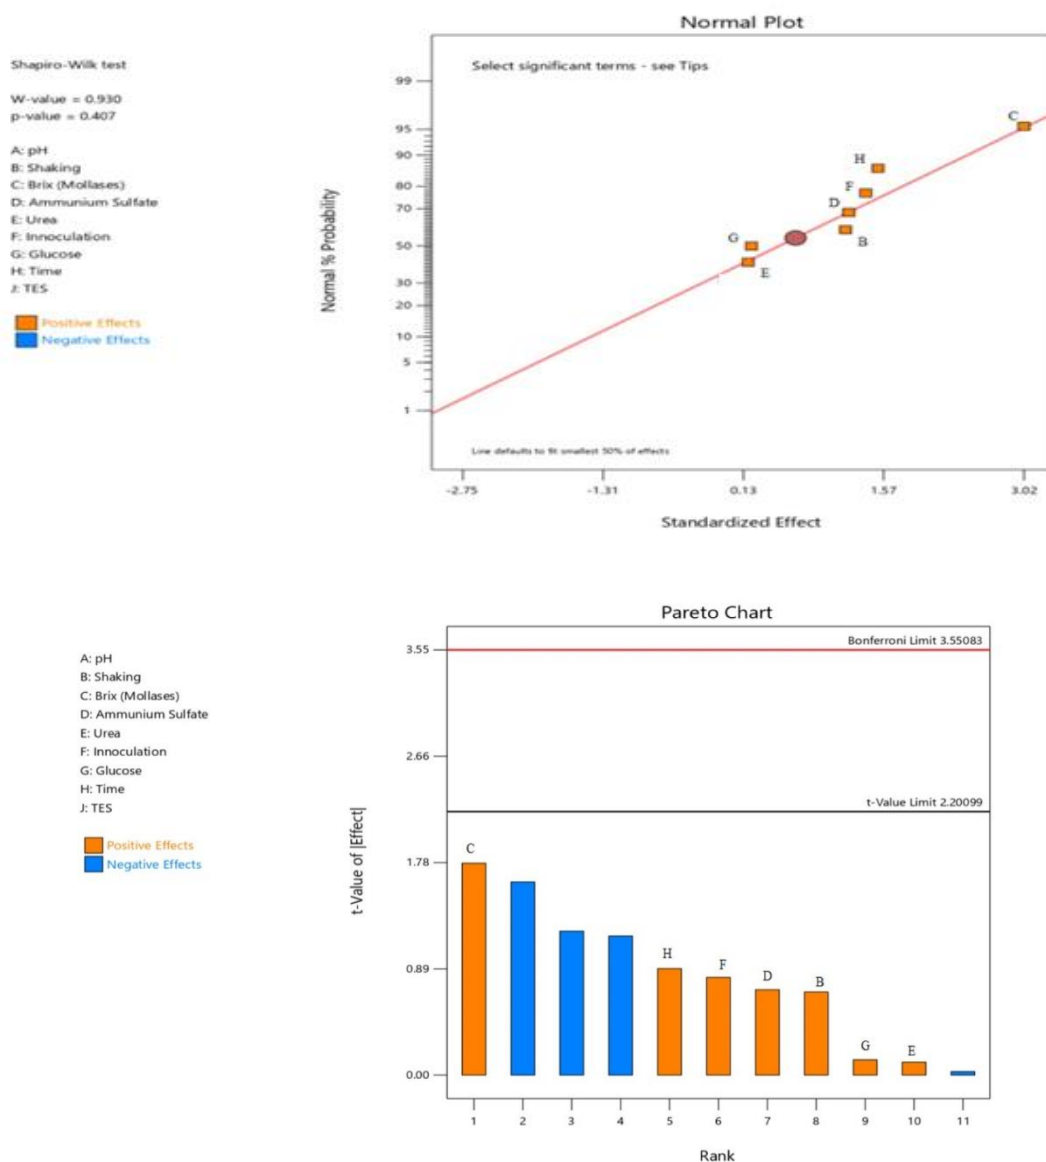 Normal Plot
Shapiro-Wilk test
W-value = 0.930
p-value = 0.407
A: pH
B: Shaking
C: Brix (Mollases)
D: Ammunium Sulfate
E: Urea
F: Innoculation
G: Glucose
H: Time
J: TES
Positive Effects
Negative Effects
Select significant terms - see Tips
Normal % Probability
99
95
90
80
70
50
30
20
10
5
1
C
H
F
D
B
G
E
Line defaults to fit smallest 50% of effects
-2.75
-1.31
0.13
1.57
3.02
Standardized Effect
Pareto Chart
A: pH
B: Shaking
C: Brix (Mollases)
D: Ammunium Sulfate
E: Urea
F: Innoculation
G: Glucose
H: Time
J: TES
Positive Effects
Negative Effects
t-Value of |Effect|
3.55
2.66
1.78
0.89
0.00
Bonferroni Limit 3.55083
t-Value Limit 2.20099
C
H
F
D
B
G
E
1
2
3
4
5
6
7
8
9
10
11
Rank